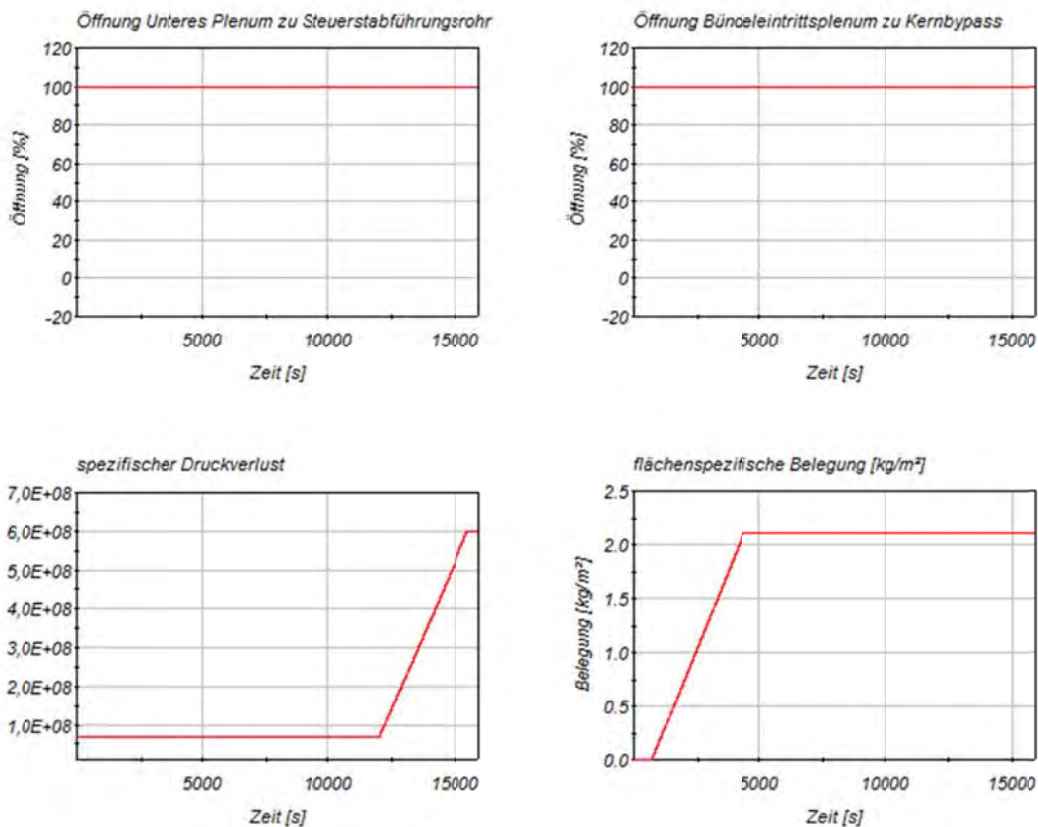 Öffnung Unteres Plenum zu Steuerstabführungsrohr
120
100
80
60
40
20
0
-20
Öffnung [%]
5000
10000
15000
Zeit [s]
Öffnung Bündeleintrittsplenum zu Kernbypass
120
100
80
60
40
20
0
-20
Öffnung [%]
5000
10000
15000
Zeit [s]
spezifischer Druckverlust
7,0E+08
6,0E+08
5,0E+08
4,0E+08
3,0E+08
2,0E+08
1,0E+08
5000
10000
15000
Zeit [s]
flächenspezifische Belegung [kg/m²]
2.5
2.0
1.5
1.0
0.5
0.0
Belegung [kg/m²]
5000
10000
15000
Zeit [s]